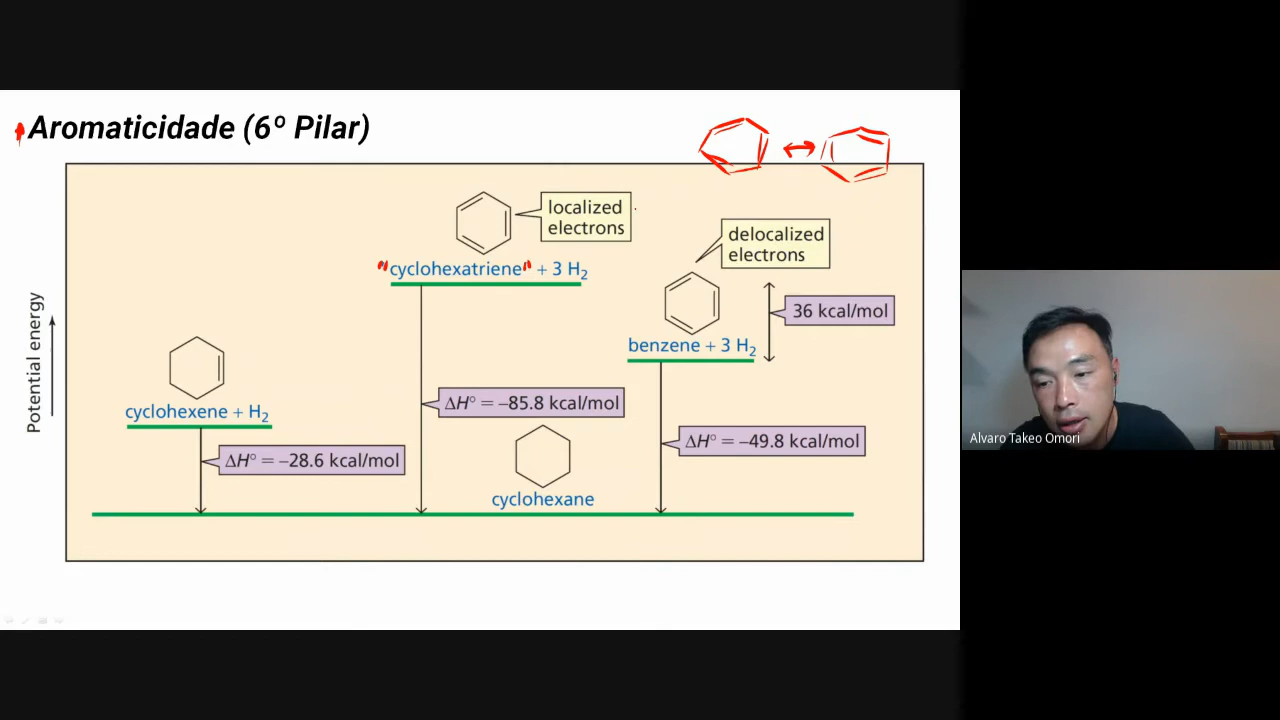 Aromaticidade (6º Pilar)
localized
electrons
"cyclohexatriene" + 3 H₂
delocalized
electrons
36 kcal/mol
benzene + 3 H₂
Potential energy
cyclohexene + H₂
ΔH° = –85.8 kcal/mol
ΔH° = –49.8 kcal/mol
ΔH° = –28.6 kcal/mol
cyclohexane
Alvaro Takeo Omori